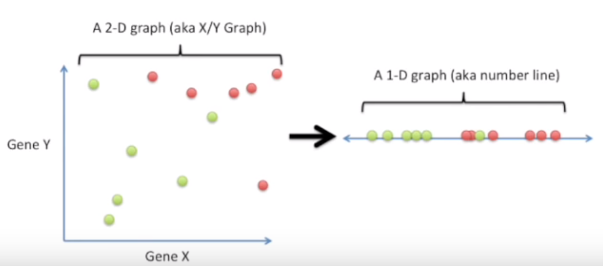 A 2-D graph (aka X/Y Graph)
A 1-D graph (aka number line)
Gene Y
Gene X